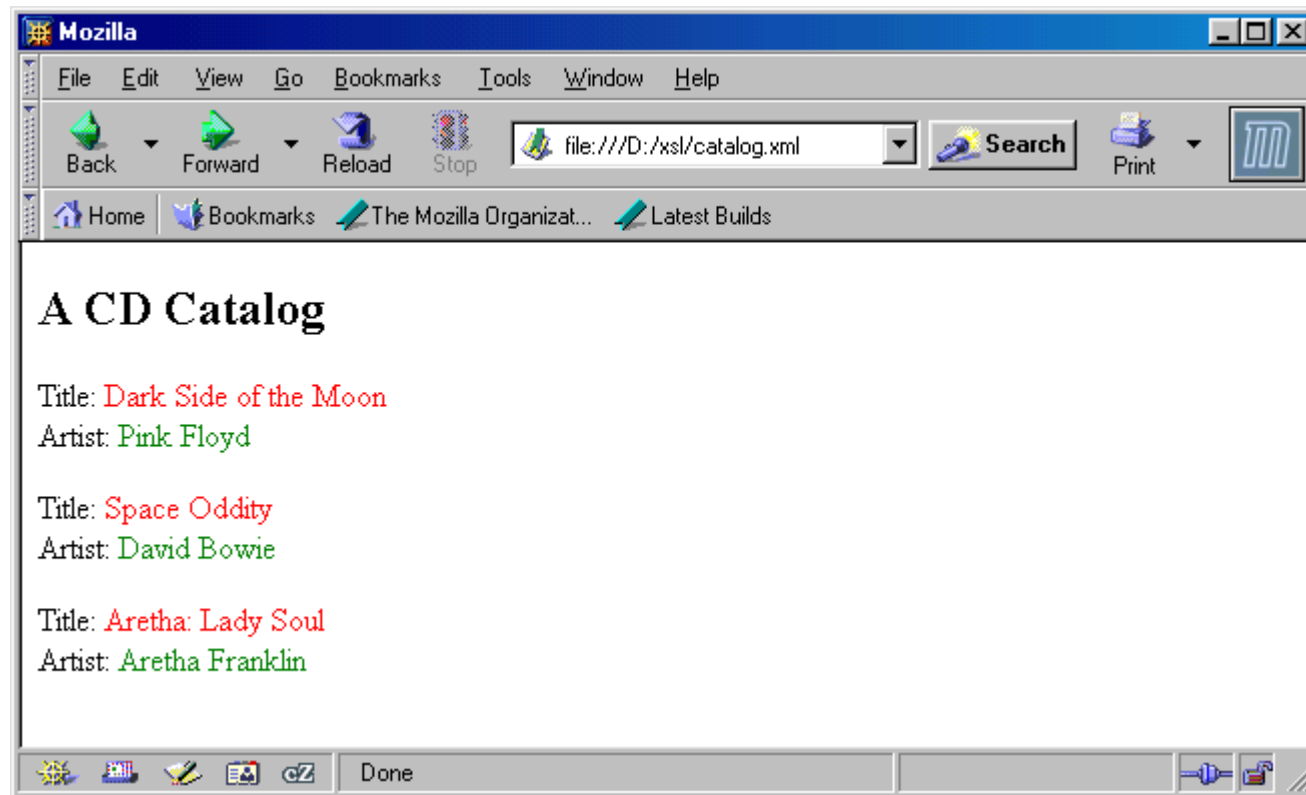 Mozilla
File Edit View Go Bookmarks Tools Window Help
Back Forward Reload Stop file:///D:/xsl/catalog.xml Search Print
Home Bookmarks The Mozilla Organizat... Latest Builds
A CD Catalog
Title: Dark Side of the Moon
Artist: Pink Floyd
Title: Space Oddity
Artist: David Bowie
Title: Aretha: Lady Soul
Artist: Aretha Franklin
cZ Done